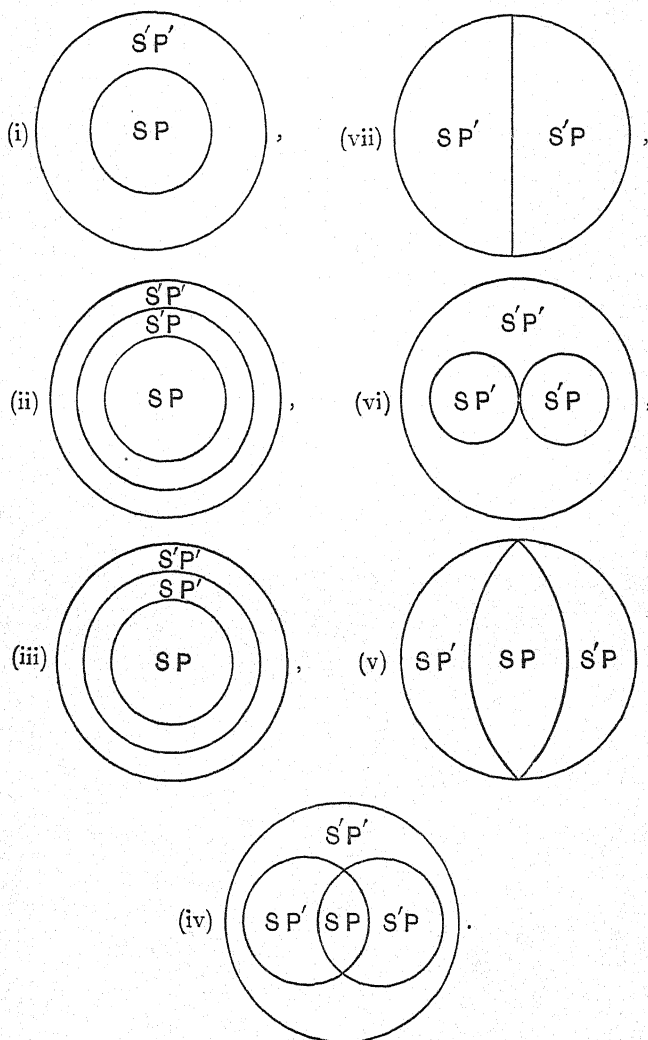 (i) S′P′ SP ,
(vii) SP′ S′P ,
(ii) S′P′ S′P SP ,
(vi) S′P′ SP′ S′P ,
(iii) S′P′ SP′ SP ,
(v) SP′ SP S′P
(iv) S′P′ SP′ SP S′P .